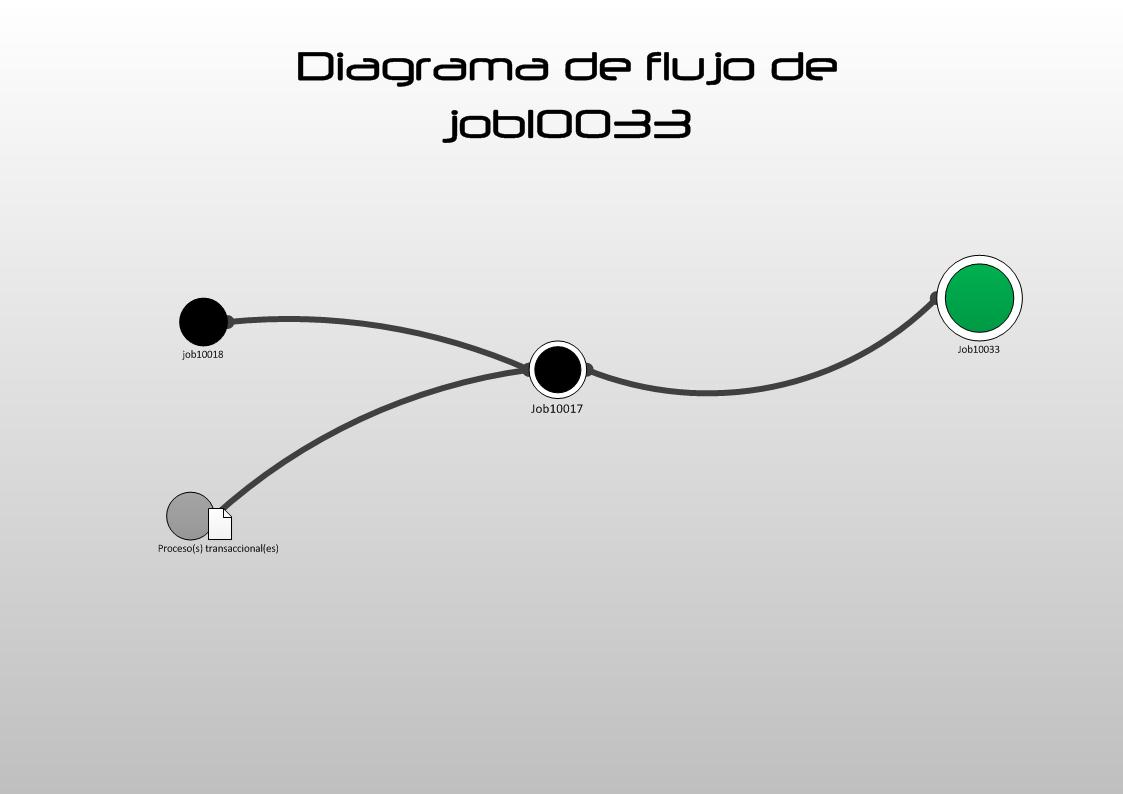 Diagrama de flujo de
job10033
Job10033
job10018
Job10017
Proceso(s) transaccional(es)